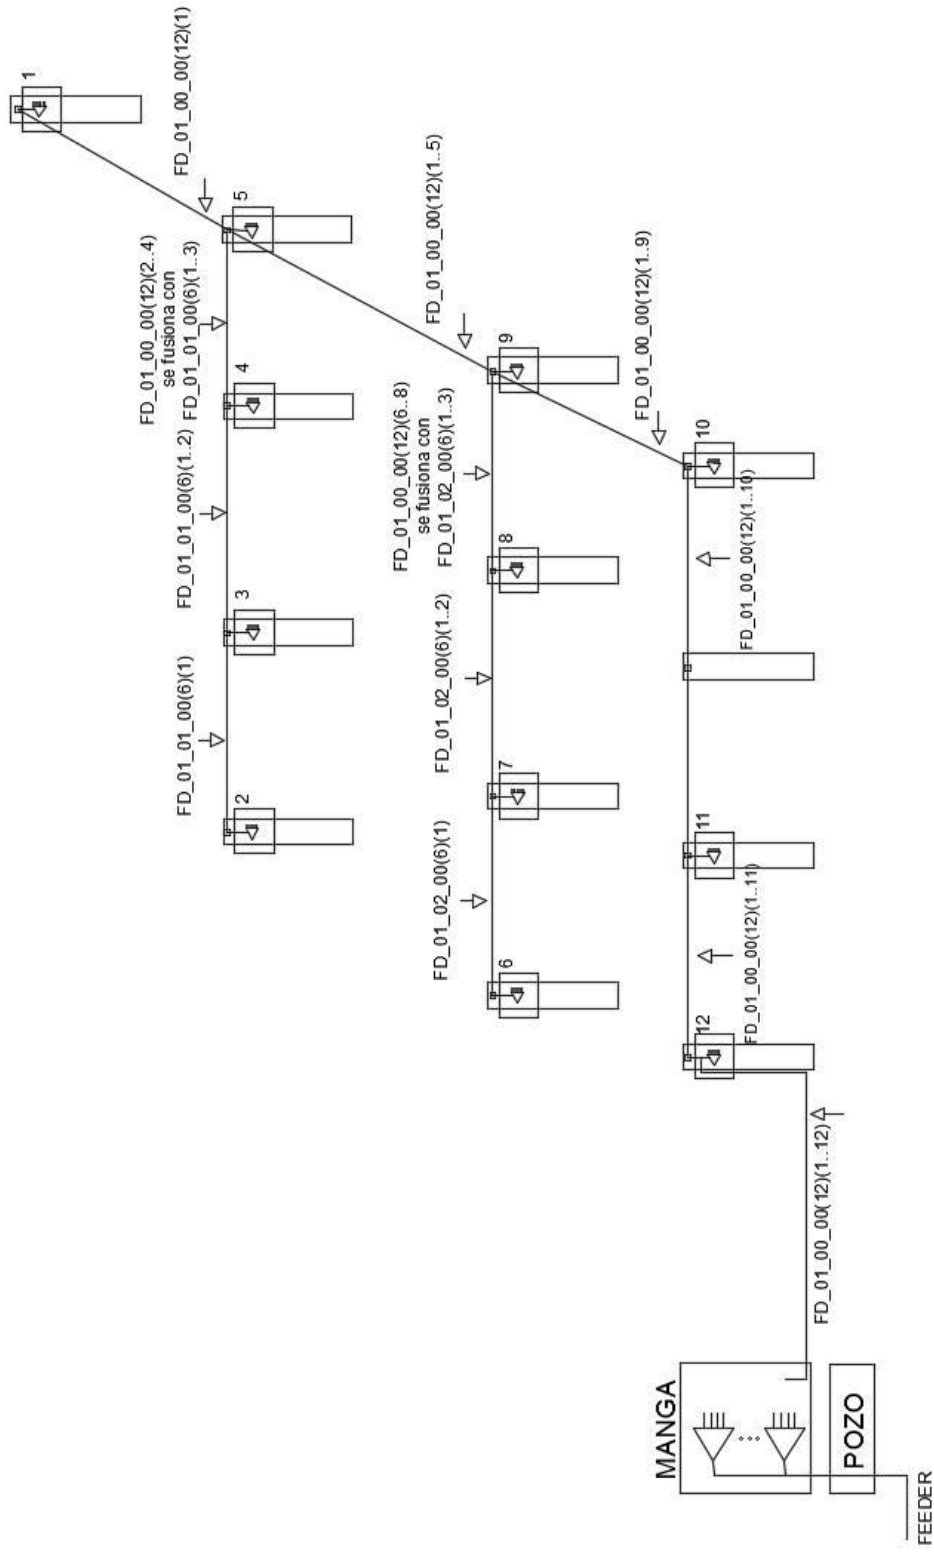 1
FD_01_00_00(12)(1)
5
FD_01_00_00(12)(2..4)
se fusiona con
FD_01_01_00(6)(1..3)
4
FD_01_01_00(6)(1..2)
3
FD_01_01_00(6)(1)
2
FD_01_00_00(12)(1..5)
9
FD_01_00_00(12)(6..8)
se fusiona con
FD_01_02_00(6)(1..3)
8
FD_01_02_00(6)(1..2)
7
FD_01_02_00(6)(1)
6
FD_01_00_00(12)(1..9)
10
FD_01_00_00(12)(1..10)
11
FD_01_00_00(12)(1..11)
12
FD_01_00_00(12)(1..12)
MANGA
POZO
FEEDER